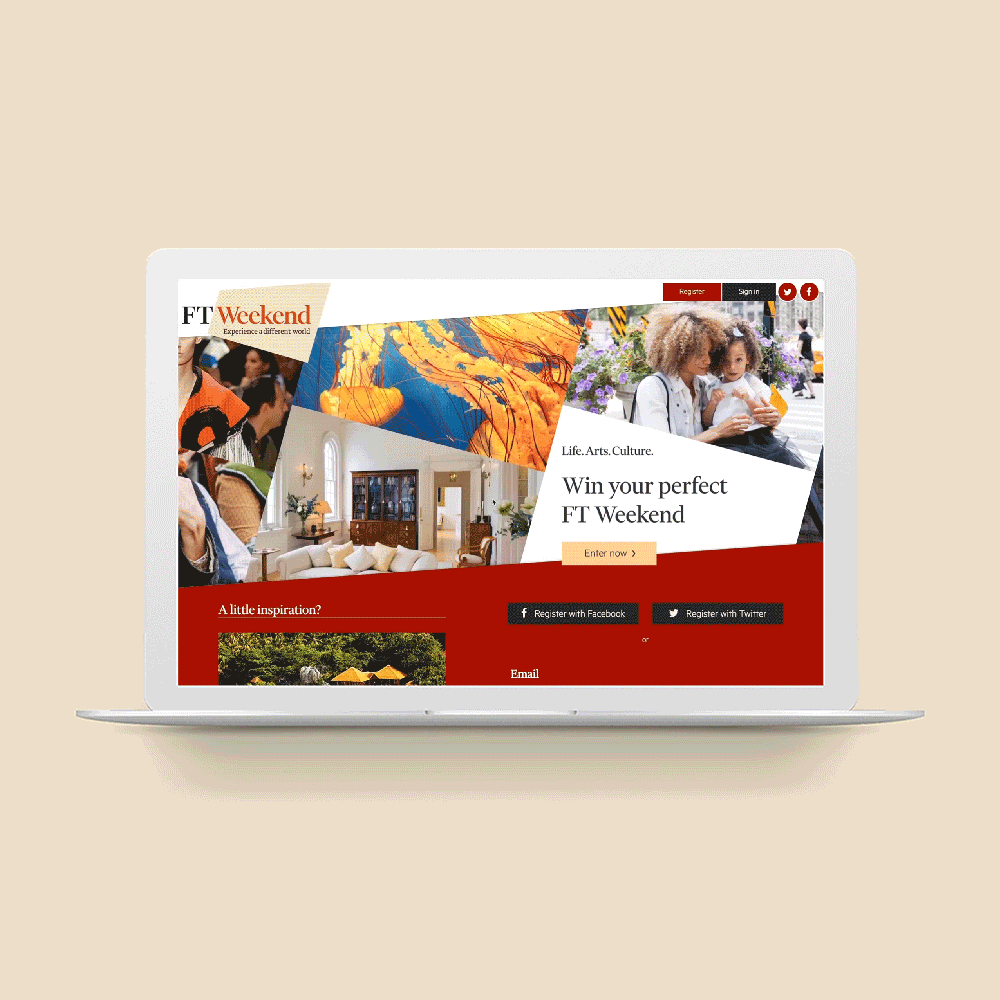 Register
Sign in
FT Weekend
Experience a different world
Life. Arts. Culture.
Win your perfect
FT Weekend
Enter now
A little inspiration?
Register with Facebook
Register with Twitter
or
Email